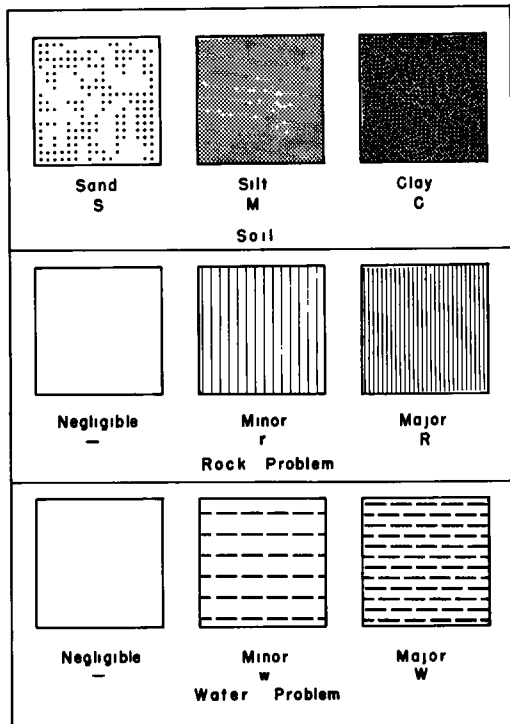 Sand Silt Clay
S M C
Soil
Negligible Minor Major
— r R
Rock Problem
Negligible Minor Major
— w W
Water Problem